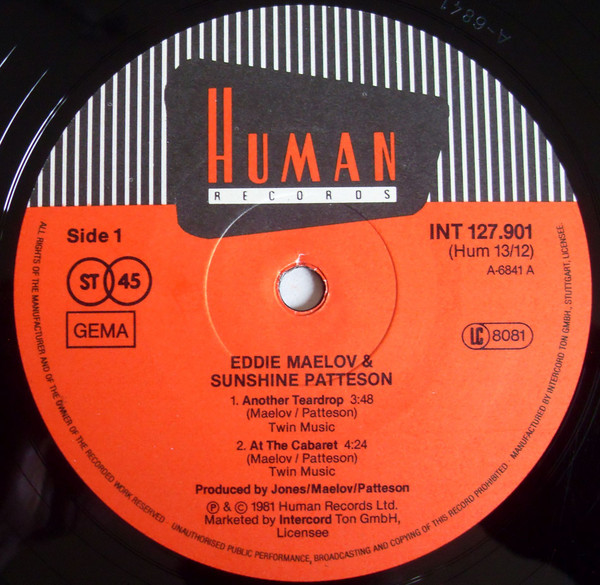 A-6841
HUMAN
RECORDS
Side 1
INT 127.901
(Hum 13/12)
A-6841 A
ST 45
GEMA
LC 8081
EDDIE MAELOV &
SUNSHINE PATTESON
1. Another Teardrop 3:48
(Maelov / Patteson)
Twin Music
2. At The Cabaret 4:24
(Maelov / Patteson)
Twin Music
Produced by Jones/Maelov/Patteson
Ⓟ & © 1981 Human Records Ltd.
Marketed by Intercord Ton GmbH,
Licensee
ALL RIGHTS OF THE MANUFACTURER AND OF THE OWNER OF THE RECORDED WORK RESERVED · UNAUTHORISED PUBLIC PERFORMANCE, BROADCASTING AND COPYING OF THIS RECORD PROHIBITED · MANUFACTURED BY INTERCORD TON GMBH., STUTTGART, LICENSEE